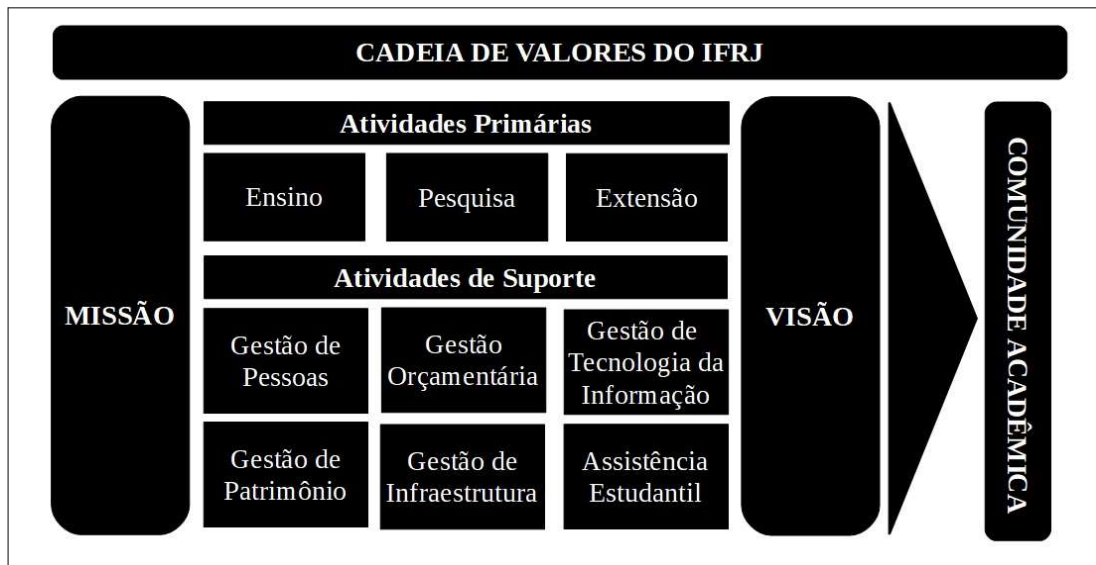 CADEIA DE VALORES DO IFRJ
MISSÃO
Atividades Primárias
Ensino
Pesquisa
Extensão
Atividades de Suporte
Gestão de
Pessoas
Gestão
Orçamentária
Gestão de
Tecnologia da
Informação
Gestão de
Patrimônio
Gestão de
Infraestrutura
Assistência
Estudantil
VISÃO
COMUNIDADE ACADÊMICA